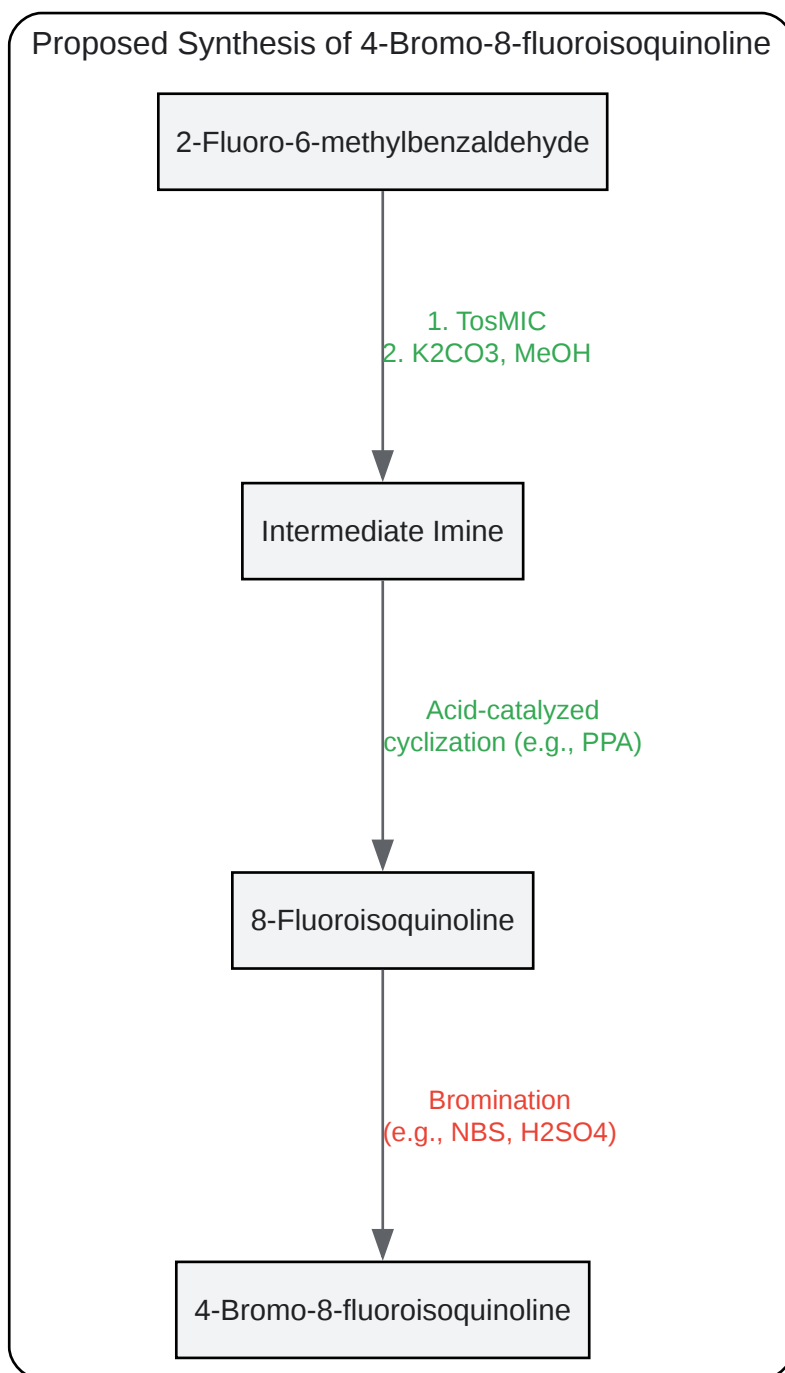 Proposed Synthesis of 4-Bromo-8-fluoroisoquinoline
2-Fluoro-6-methylbenzaldehyde
1. TosMIC
2. K2CO3, MeOH
Intermediate Imine
Acid-catalyzed
cyclization (e.g., PPA)
8-Fluoroisoquinoline
Bromination
(e.g., NBS, H2SO4)
4-Bromo-8-fluoroisoquinoline